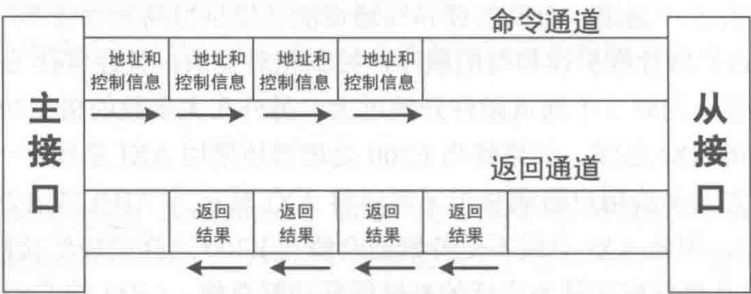 命令通道
地址和 地址和 地址和 地址和
控制信息 控制信息 控制信息 控制信息
主接口
从接口
返回通道
返回 返回 返回 返回
结果 结果 结果 结果